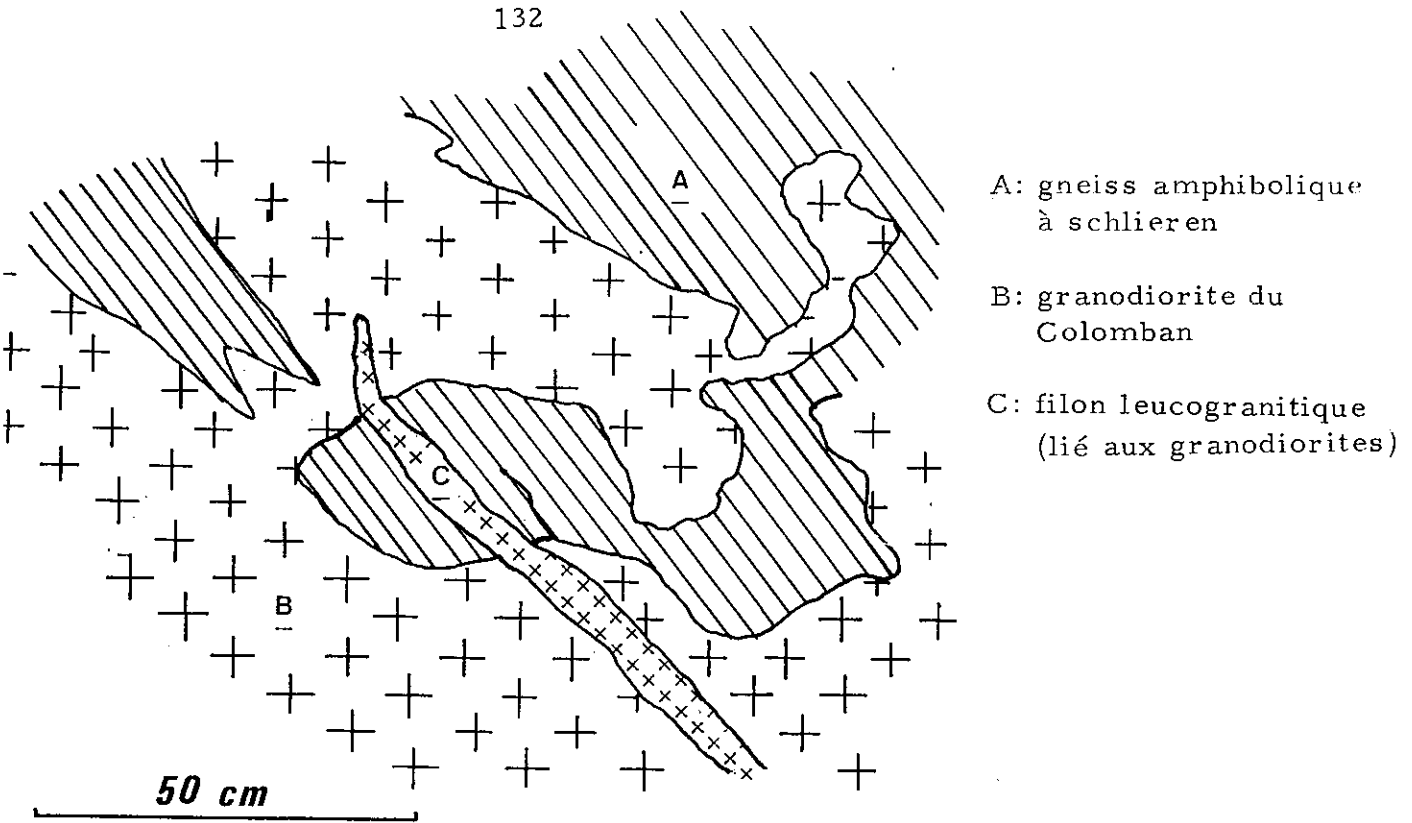 132
A
A: gneiss amphibolique
à schlieren
B: granodiorite du
Colomban
C: filon leucogranitique
(lié aux granodiorites)
C
B
50 cm